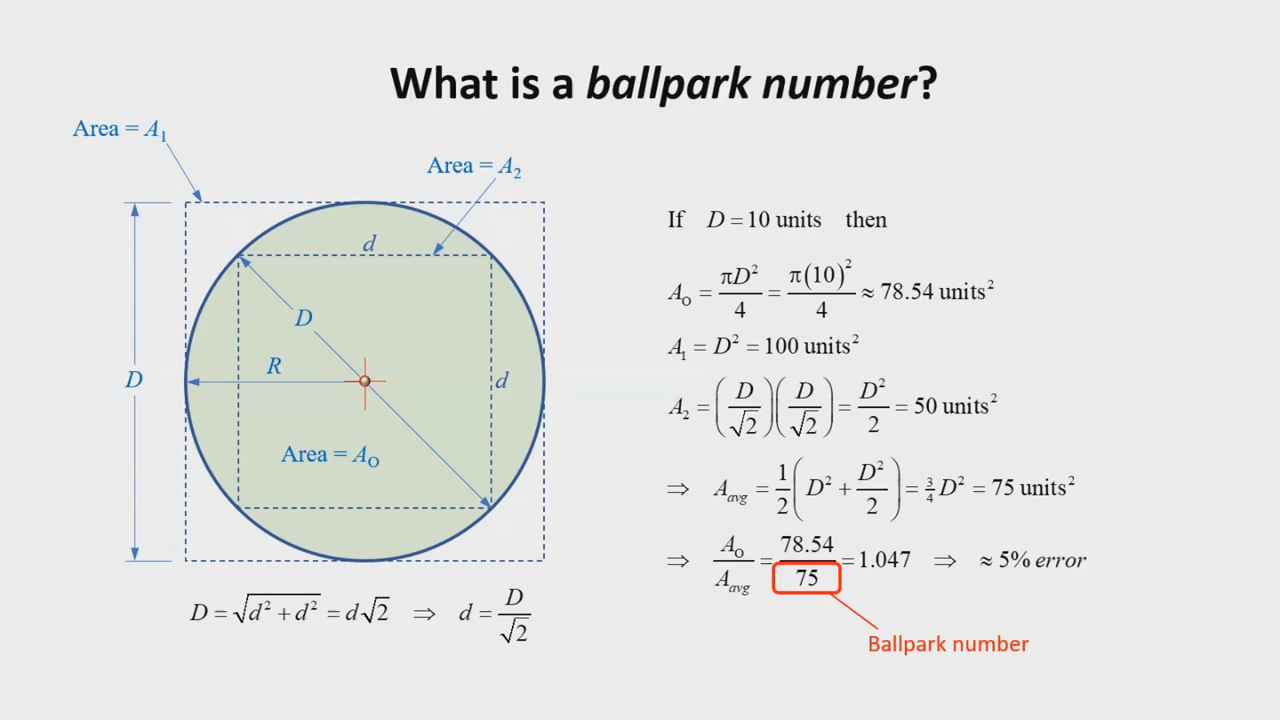 What is a ballpark number?
Area = A₁
Area = A₂
d
D
R
D
d
Area = A_O
D = √(d² + d²) = d√2 ⇒ d = D/√2
If D = 10 units then
A_O = πD²/4 = π(10)²/4 ≈ 78.54 units²
A₁ = D² = 100 units²
A₂ = (D/√2)(D/√2) = D²/2 = 50 units²
⇒ A_avg = 1/2(D² + D²/2) = 3/4 D² = 75 units²
⇒ A_O/A_avg = 78.54/75 = 1.047 ⇒ ≈ 5% error
Ballpark number